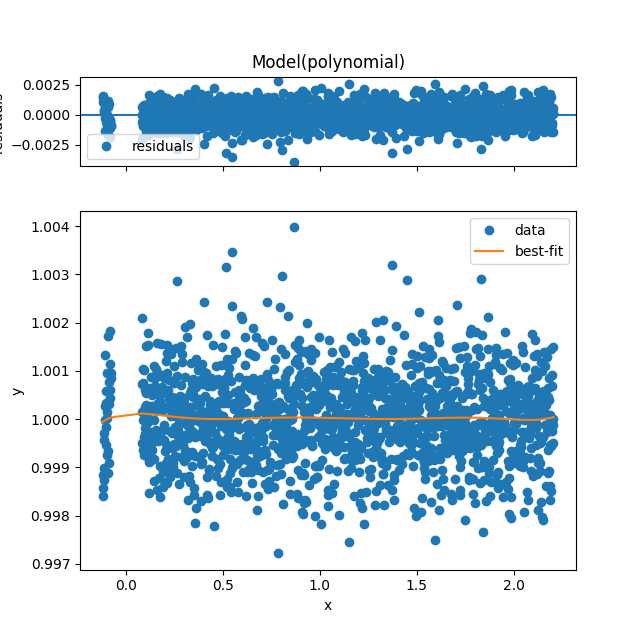 Model(polynomial)
0.0025
0.0000
−0.0025
residuals
residuals
1.004
1.003
1.002
1.001
1.000
0.999
0.998
0.997
y
data
best-fit
0.0
0.5
1.0
1.5
2.0
x